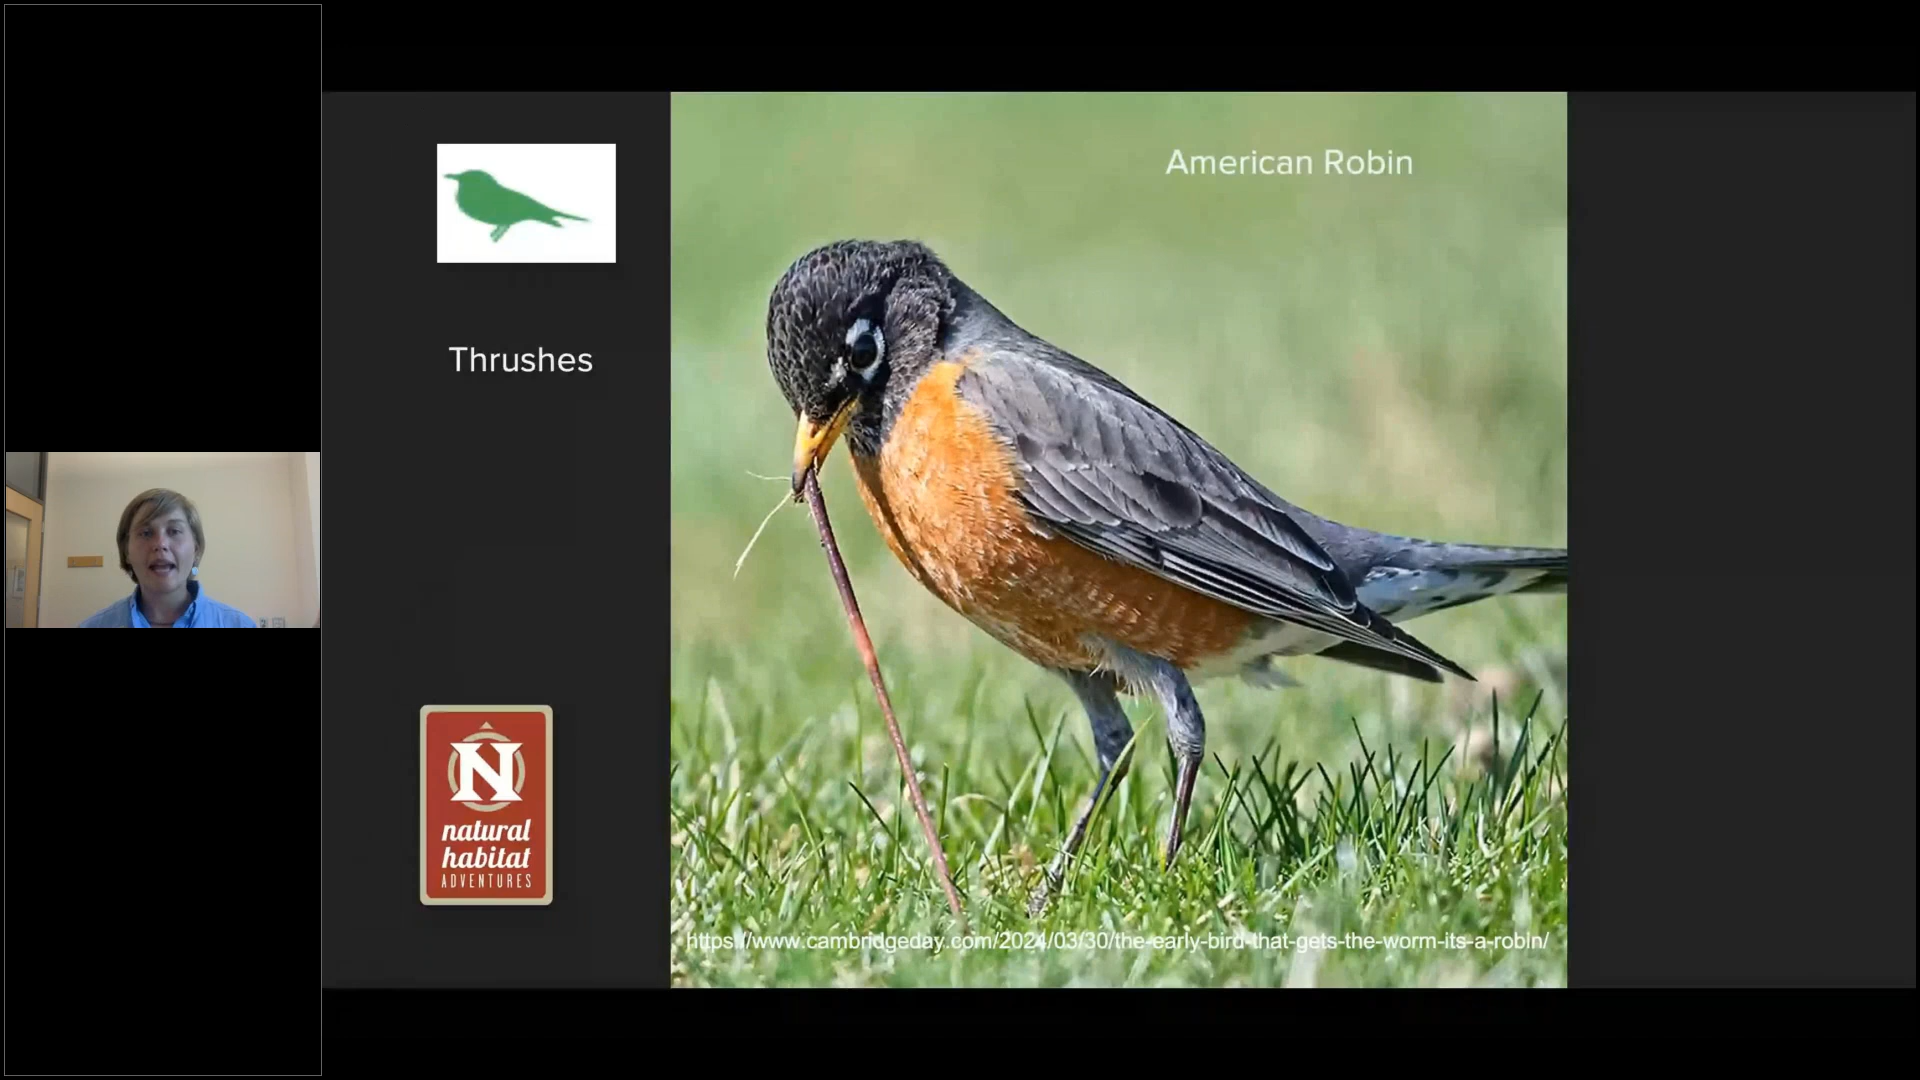 American Robin
Thrushes
N
natural
habitat
ADVENTURES
https://www.cambridgeday.com/2024/03/30/the-early-bird-that-gets-the-worm-its-a-robin/